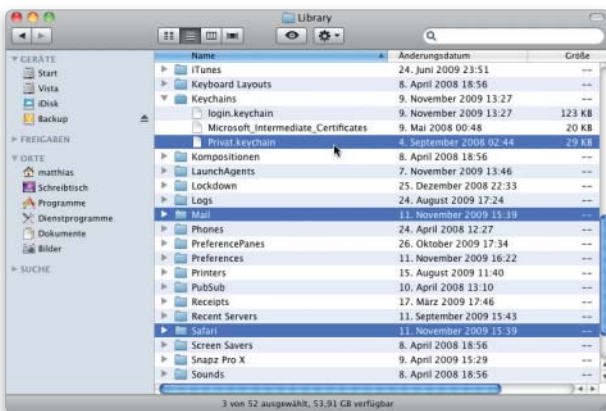 Library
Name Änderungsdatum Größe
GERÄTE
Start
Vista
iDisk
Backup
FREIGABEN
ORTE
matthias
Schreibtisch
Programme
Dienstprogramme
Dokumente
Bilder
SUCHE
iTunes 24. Juni 2009 23:51 --
Keyboard Layouts 8. April 2008 18:56 --
Keychains 9. November 2009 13:27 --
login.keychain 9. November 2009 13:27 123 KB
Microsoft_Intermediate_Certificates 9. Mai 2008 00:48 20 KB
Privat.keychain 4. September 2008 02:44 29 KB
Kompositionen 8. April 2008 18:56 --
LaunchAgents 7. November 2009 13:46 --
Lockdown 25. Dezember 2008 22:33 --
Logs 24. August 2009 17:24 --
Mail 11. November 2009 15:39 --
Phones 24. April 2008 12:27 --
PreferencePanes 26. Oktober 2009 17:34 --
Preferences 11. November 2009 16:22 --
Printers 15. August 2009 11:40 --
PubSub 10. April 2008 13:10 --
Receipts 17. März 2009 17:46 --
Recent Servers 11. September 2009 15:43 --
Safari 11. November 2009 15:39 --
Screen Savers 8. April 2008 18:56 --
Snapz Pro X 9. April 2009 15:29 --
Sounds 8. April 2008 18:56 --
3 von 52 ausgewählt, 53,91 GB verfügbar